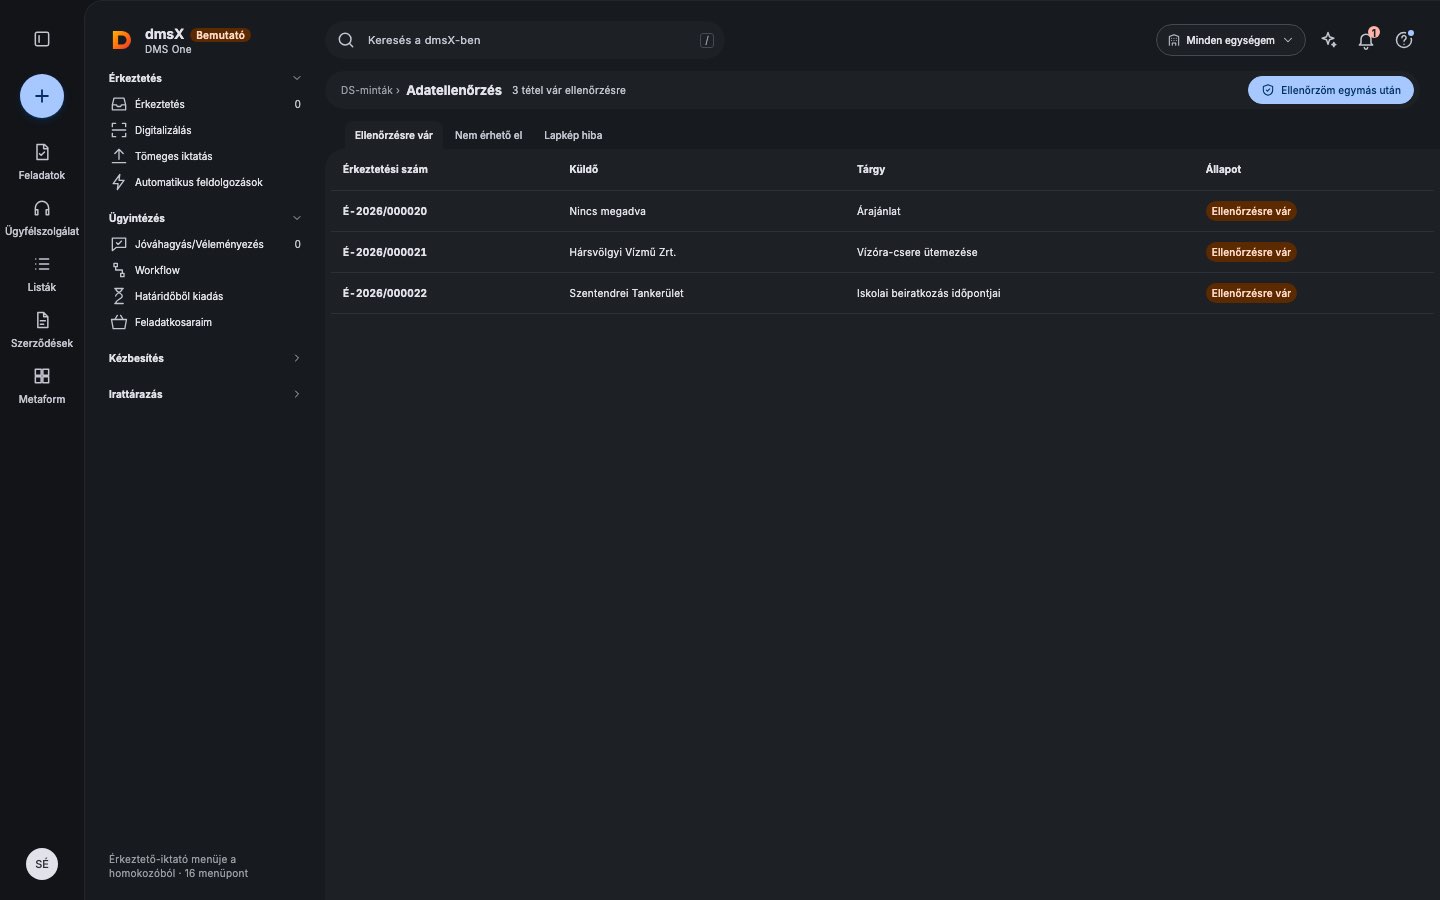 dmsX Bemutató
DMS One
Keresés a dmsX-ben /
Minden egységem
1
Érkeztetés
Érkeztetés 0
Digitalizálás
Tömeges iktatás
Automatikus feldolgozások
Ügyintézés
Jóváhagyás/Véleményezés 0
Workflow
Határidőből kiadás
Feladatkosaraim
Kézbesítés
Irattárazás
Feladatok
Ügyfélszolgálat
Listák
Szerződések
Metaform
SÉ
Érkeztető-iktató menüje a
homokozóból · 16 menüpont
DS-minták › Adatellenőrzés 3 tétel vár ellenőrzésre
Ellenőrzöm egymás után
Ellenőrzésre vár Nem érhető el Lapkép hiba
Érkeztetési szám Küldő Tárgy Állapot
É-2026/000020 Nincs megadva Árajánlat Ellenőrzésre vár
É-2026/000021 Hársvölgyi Vízmű Zrt. Vízóra-csere ütemezése Ellenőrzésre vár
É-2026/000022 Szentendrei Tankerület Iskolai beiratkozás időpontjai Ellenőrzésre vár